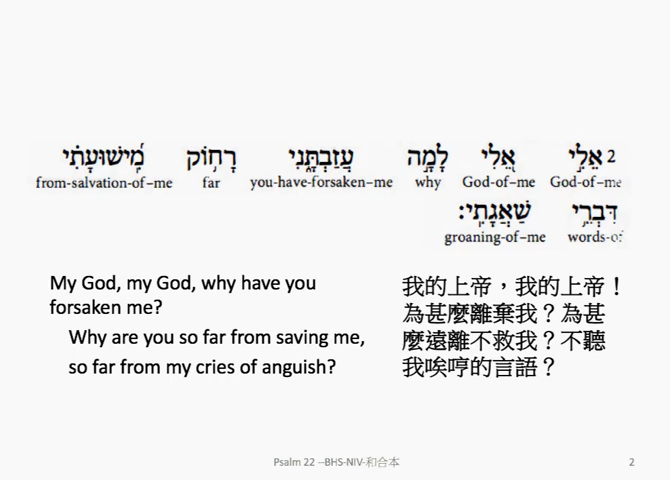 2 אֵלִ֣י אֵ֭לִי לָמָ֣ה עֲזַבְתָּ֑נִי רָח֥וֹק מִֽ֝ישׁוּעָתִ֗י
God-of-me God-of-me why you-have-forsaken-me far from-salvation-of-me
דִּבְרֵ֥י שַׁאֲגָתִֽי׃
words-of groaning-of-me
My God, my God, why have you
forsaken me?
Why are you so far from saving me,
so far from my cries of anguish?
我的上帝，我的上帝！
為甚麼離棄我？為甚
麼遠離不救我？不聽
我唉哼的言語？
Psalm 22 --BHS-NIV-和合本
2